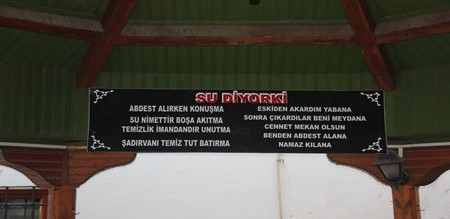 SU DİYORKİ
ABDEST ALIRKEN KONUŞMA
SU NİMETTİR BOŞA AKITMA
TEMİZLİK İMANDANDIR UNUTMA
ŞADIRVANI TEMİZ TUT BATIRMA
ESKİDEN AKARDIM YABANA
SONRA ÇIKARDILAR BENİ MEYDANA
CENNET MEKAN OLSUN
BENDEN ABDEST ALANA
NAMAZ KILANA